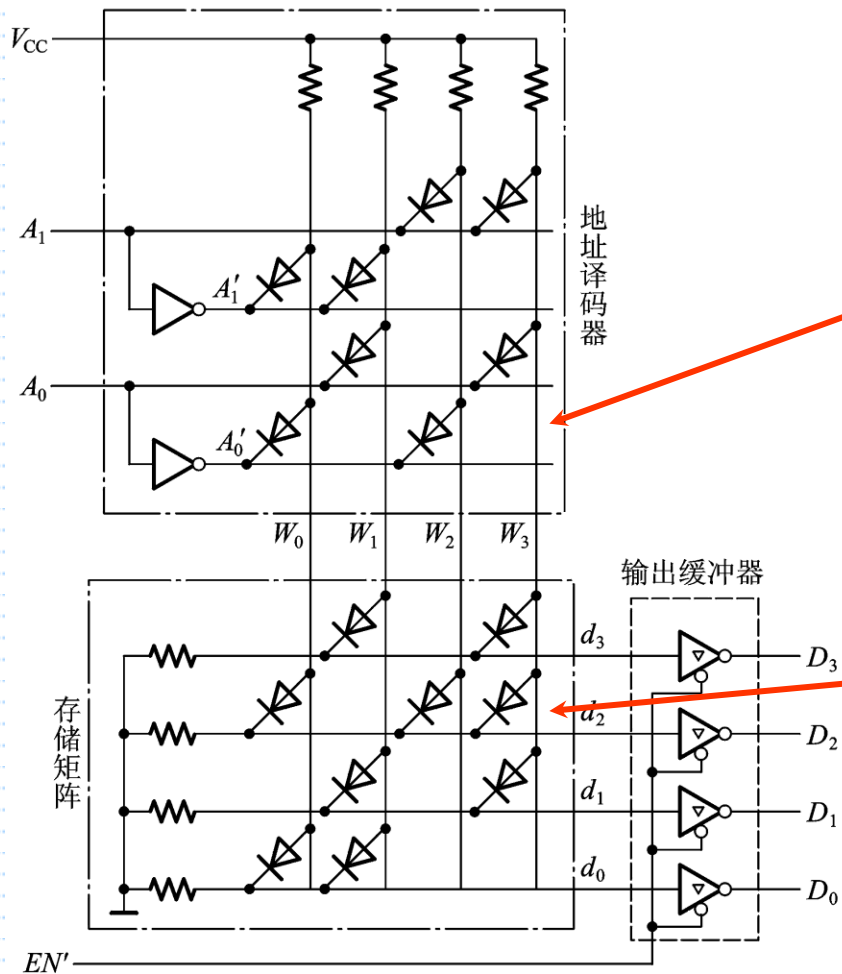 V_CC
A₁
A₁′
A₀
A₀′
地址译码器
W₀ W₁ W₂ W₃
输出缓冲器
d₃ D₃
存储矩阵
d₂ D₂
d₁ D₁
d₀ D₀
EN′